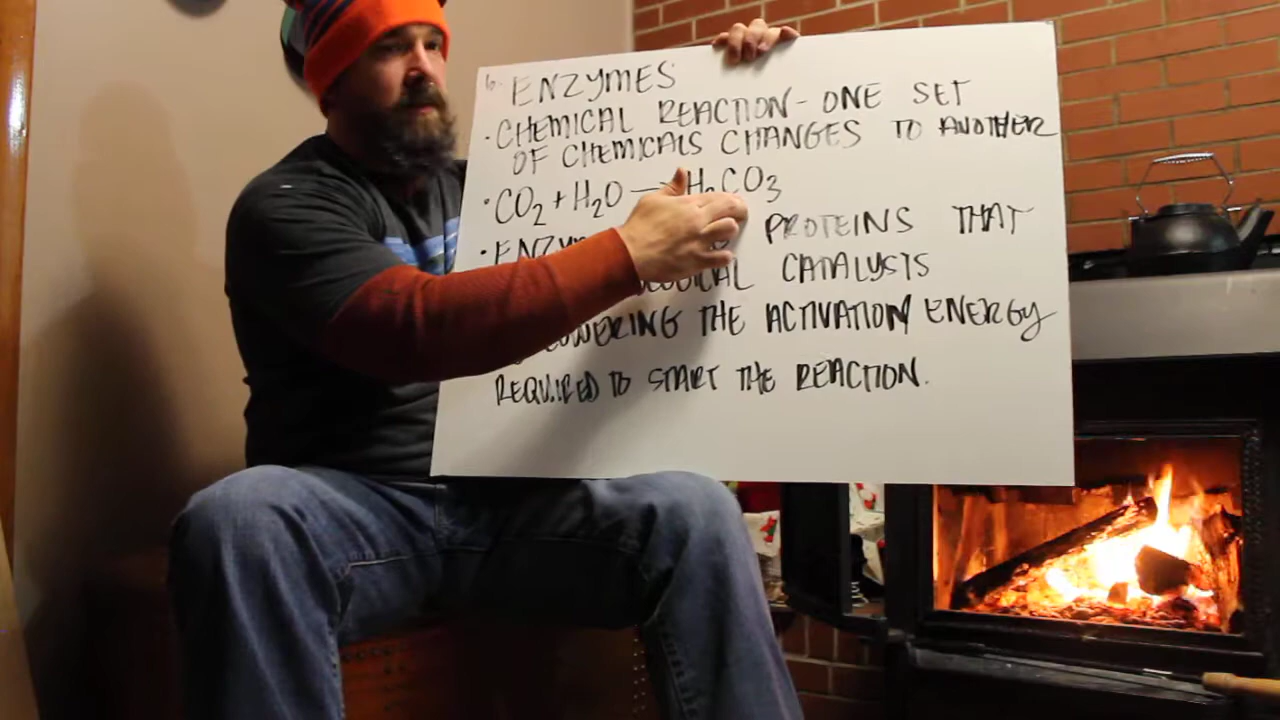 6. ENZYMES
• CHEMICAL REACTION - ONE SET
OF CHEMICALS CHANGES TO ANOTHER
• CO2 + H2O → H2CO3
• PROTEINS THAT
CATALYSTS
THE ACTIVATION ENERGY
REQUIRED TO START THE REACTION.